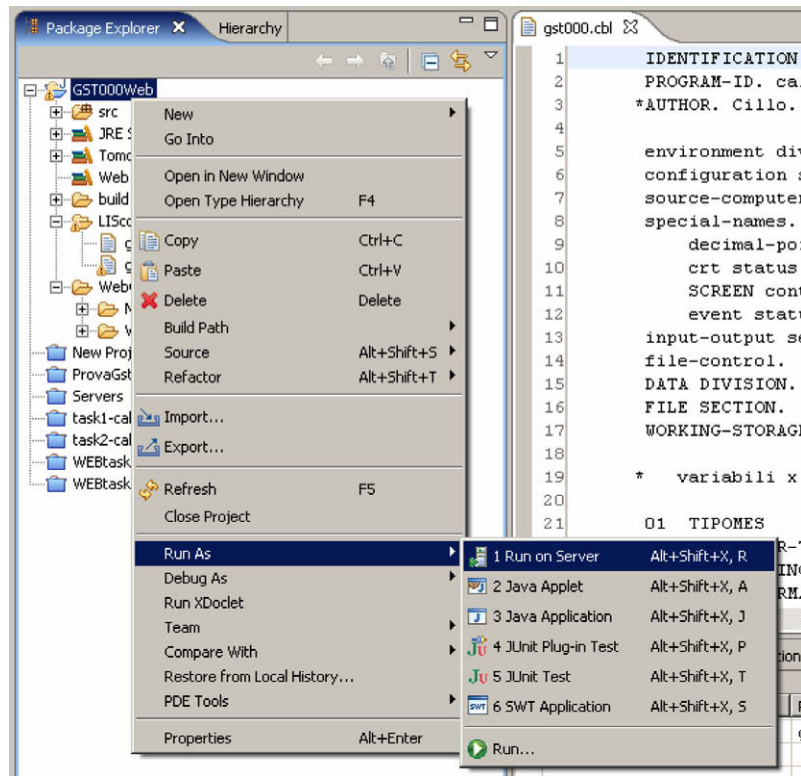 Package Explorer
Hierarchy
gst000.cbl
GST000Web
src
JRE
Web
build
New
Go Into
Open in New Window
Open Type Hierarchy F4
Copy Ctrl+C
Paste Ctrl+V
Delete Delete
Build Path
Source Alt+Shift+S
Refactor Alt+Shift+T
Import...
Export...
Refresh F5
Close Project
Run As
Debug As
Run XDoclet
Team
Compare With
Restore from Local History...
PDE Tools
Properties Alt+Enter
New Proj
ProvaGst
Servers
task1-cal
task2-cal
WEBtask
WEBtask
1 Run on Server Alt+Shift+X, R
2 Java Applet Alt+Shift+X, A
3 Java Application Alt+Shift+X, J
4 JUnit Plug-in Test Alt+Shift+X, P
5 JUnit Test Alt+Shift+X, T
6 SWT Application Alt+Shift+X, S
Run...
1 IDENTIFICATION
2 PROGRAM-ID. ca
3 *AUTHOR. Cillo.
4
5 environment div
6 configuration s
7 source-computer
8 special-names.
9 decimal-po
10 crt status
11 SCREEN cont
12 event statu
13 input-output se
14 file-control.
15 DATA DIVISION.
16 FILE SECTION.
17 WORKING-STORAG
18
19 * variabili x
20
21 01 TIPOMES